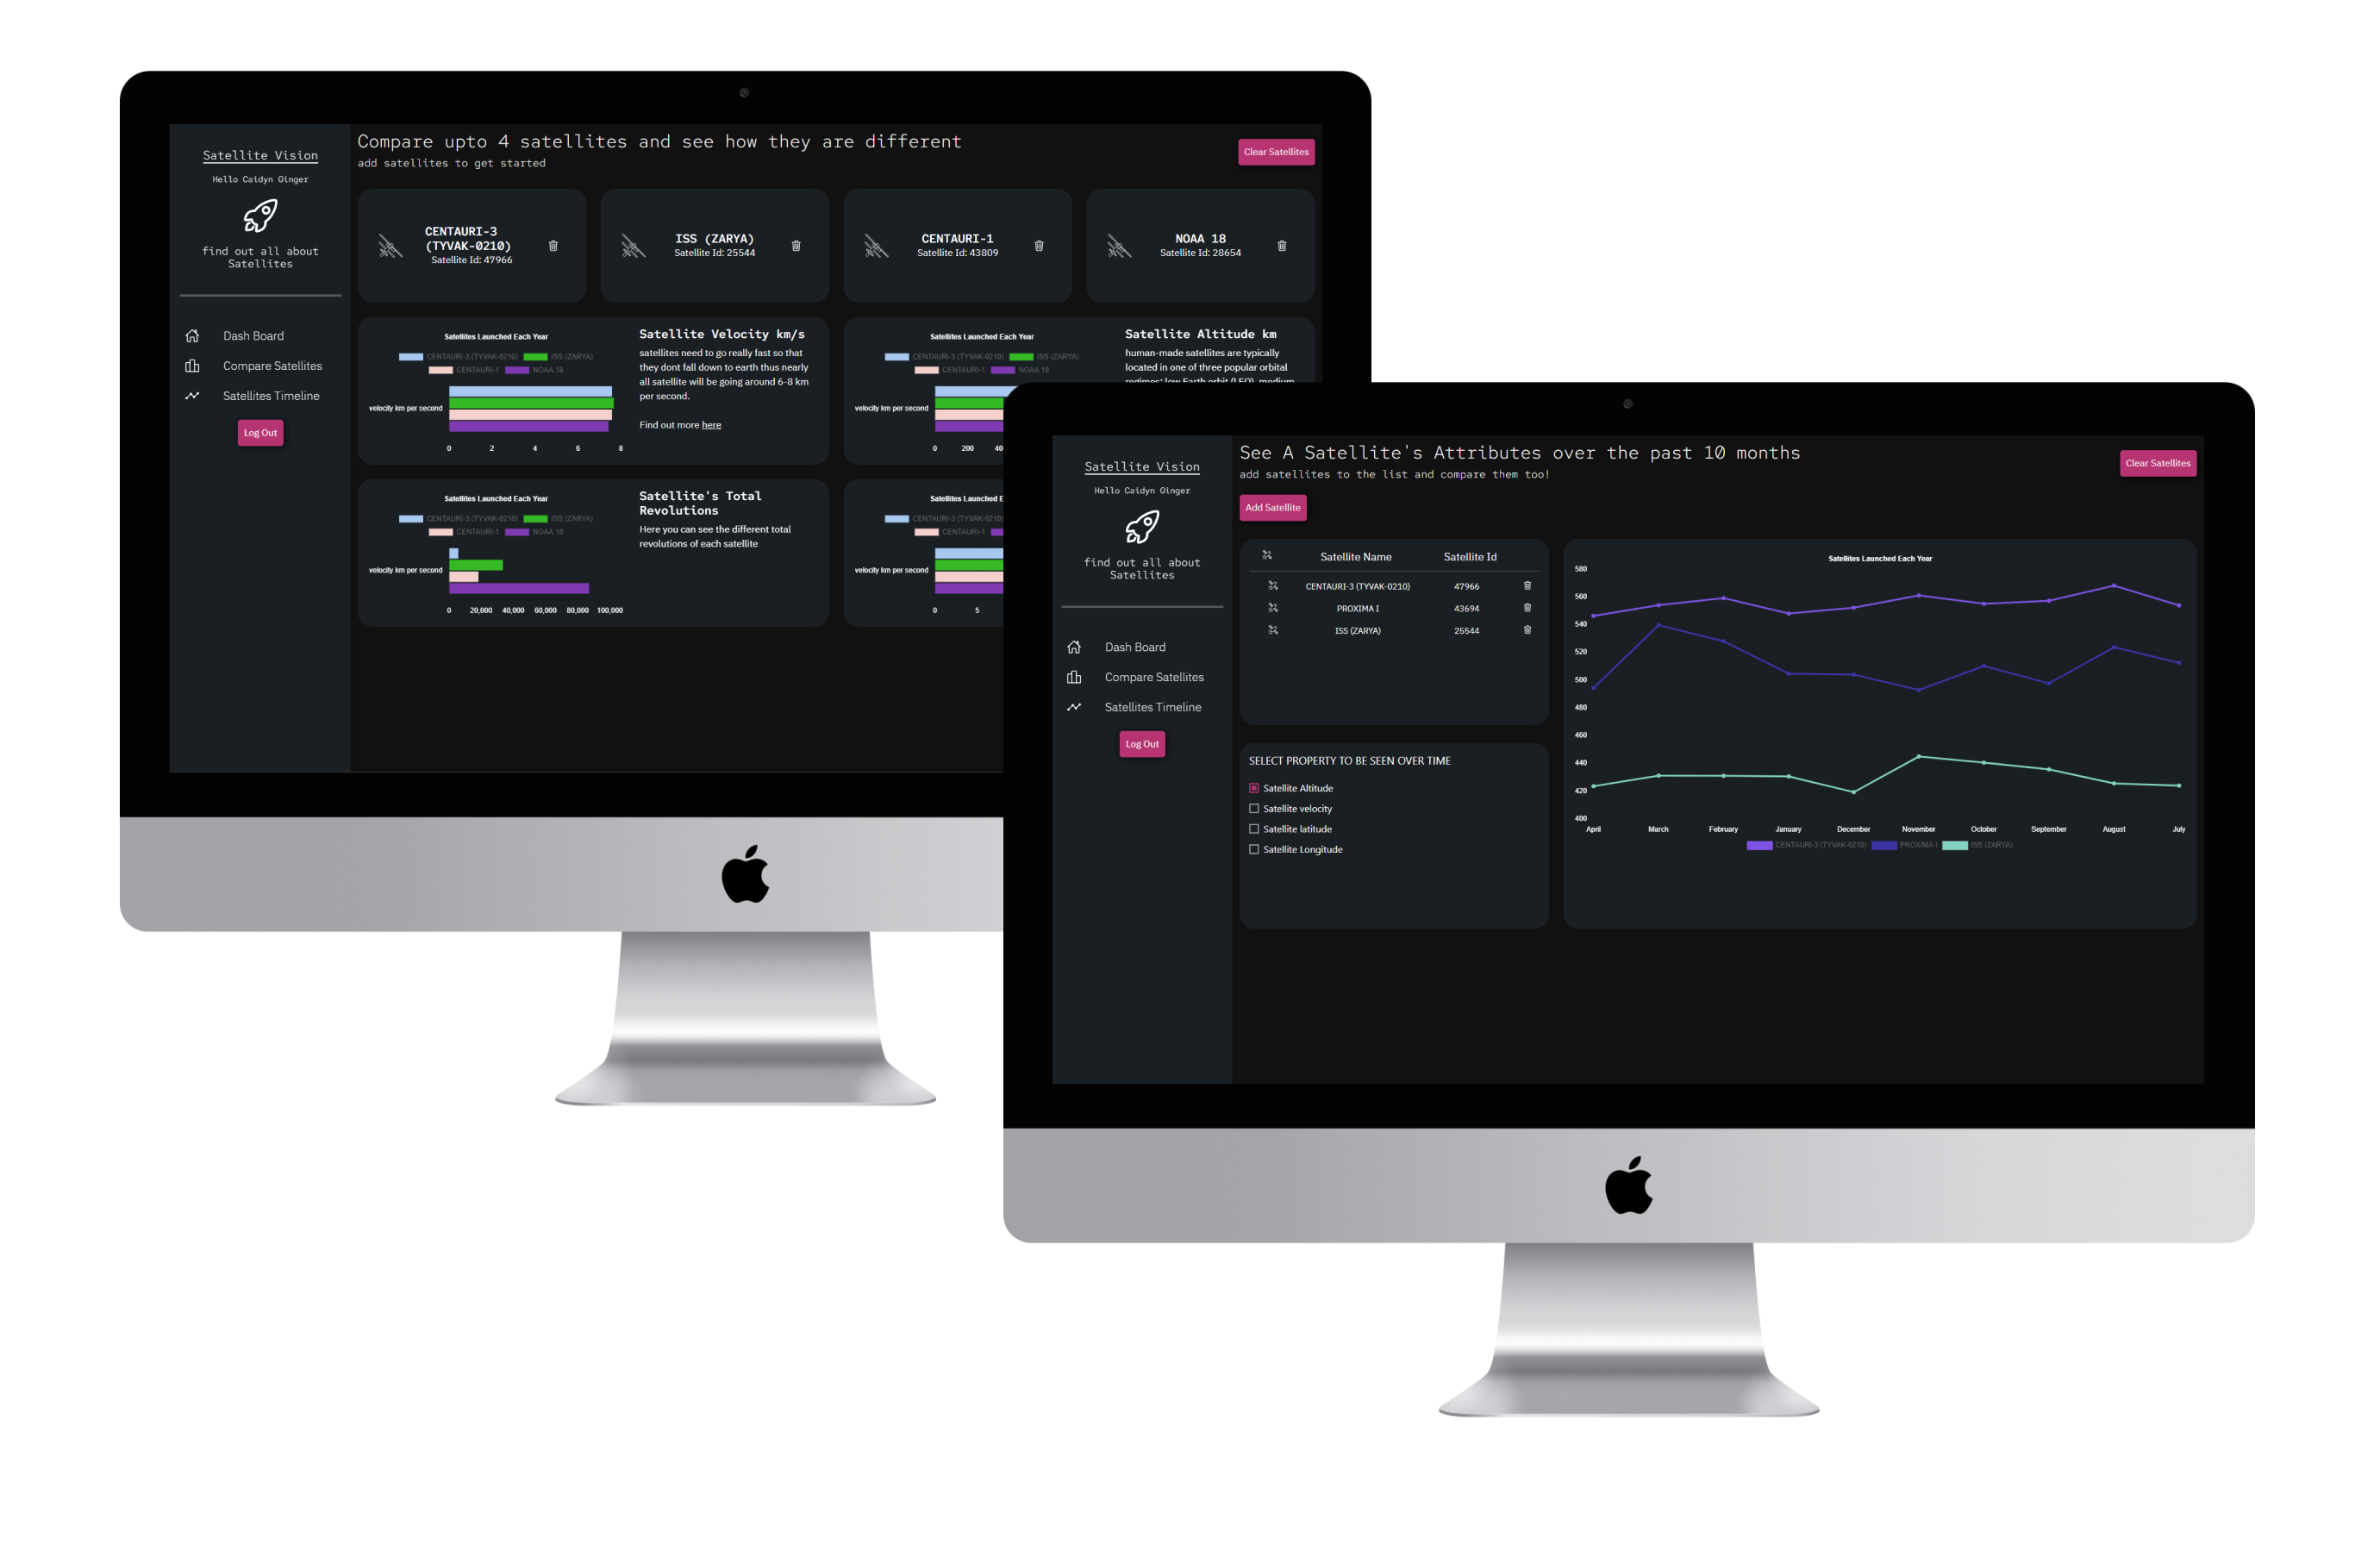 Satellite Vision
Hello Caidyn Ginger
find out all about
Satellites
Dash Board
Compare Satellites
Satellites Timeline
Log Out
Compare upto 4 satellites and see how they are different
add satellites to get started
Clear Satellites
CENTAURI-3
(TYVAK-0210)
Satellite Id: 47966
ISS (ZARYA)
Satellite Id: 25544
CENTAURI-1
Satellite Id: 43809
NOAA 18
Satellite Id: 28654
Satellites Launched Each Year
CENTAURI-3 (TYVAK-0210) ISS (ZARYA)
CENTAURI-1 NOAA 18
velocity km per second
0 2 4 6 8
Satellite Velocity km/s
satellites need to go really fast so that
they dont fall down to earth thus nearly
all satellite will be going around 6-8 km
per second.
Find out more here
Satellites Launched Each Year
CENTAURI-3 (TYVAK-0210) ISS (ZARYA)
CENTAURI-1 NOAA 18
velocity km per second
0 200
Satellite Altitude km
human-made satellites are typically
located in one of three popular orbital
regimes: low Earth orbit (LEO), medium
Satellites Launched Each Year
CENTAURI-3 (TYVAK-0210) ISS (ZARYA)
CENTAURI-1 NOAA 18
velocity km per second
0 20,000 40,000 60,000 80,000 100,000
Satellite's Total
Revolutions
Here you can see the different total
revolutions of each satellite
Satellites Launched E
CENTAURI-3 (TYVAK-0210)
CENTAURI-1
velocity km per second
0 5
Satellite Vision
Hello Caidyn Ginger
find out all about
Satellites
Dash Board
Compare Satellites
Satellites Timeline
Log Out
See A Satellite's Attributes over the past 10 months
add satellites to the list and compare them too!
Clear Satellites
Add Satellite
Satellite Name Satellite Id
CENTAURI-3 (TYVAK-0210) 47966
PROXIMA I 43694
ISS (ZARYA) 25544
SELECT PROPERTY TO BE SEEN OVER TIME
Satellite Altitude
Satellite velocity
Satellite latitude
Satellite Longitude
Satellites Launched Each Year
580
560
540
520
500
480
460
440
420
400
April March February January December November October September August July
CENTAURI-3 (TYVAK-0210) PROXIMA I ISS (ZARYA)